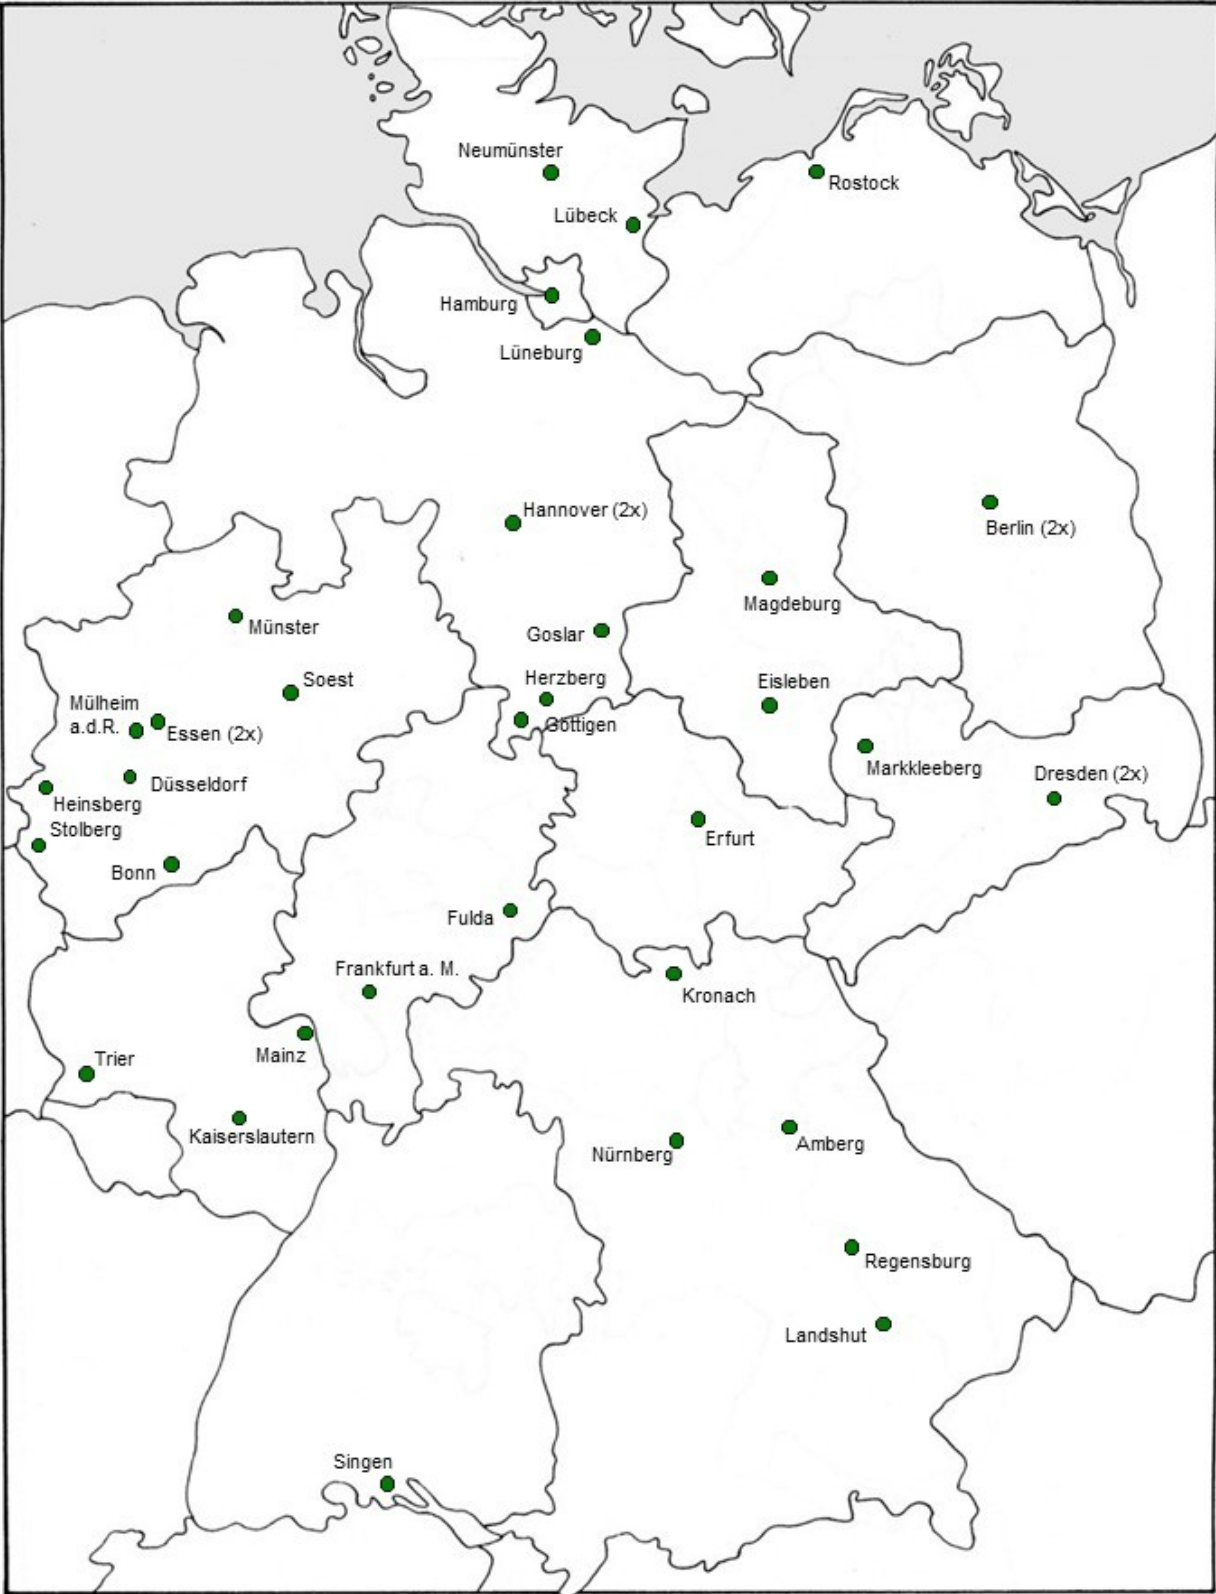 Neumünster
Rostock
Lübeck
Hamburg
Lüneburg
Hannover (2x)
Berlin (2x)
Magdeburg
Münster
Goslar
Herzberg
Soest
Eisleben
Mülheim
a.d.R.
Essen (2x)
Göttigen
Markkleeberg
Dresden (2x)
Düsseldorf
Heinsberg
Stolberg
Erfurt
Bonn
Fulda
Frankfurt a. M.
Kronach
Mainz
Trier
Kaiserslautern
Nürnberg
Amberg
Regensburg
Landshut
Singen